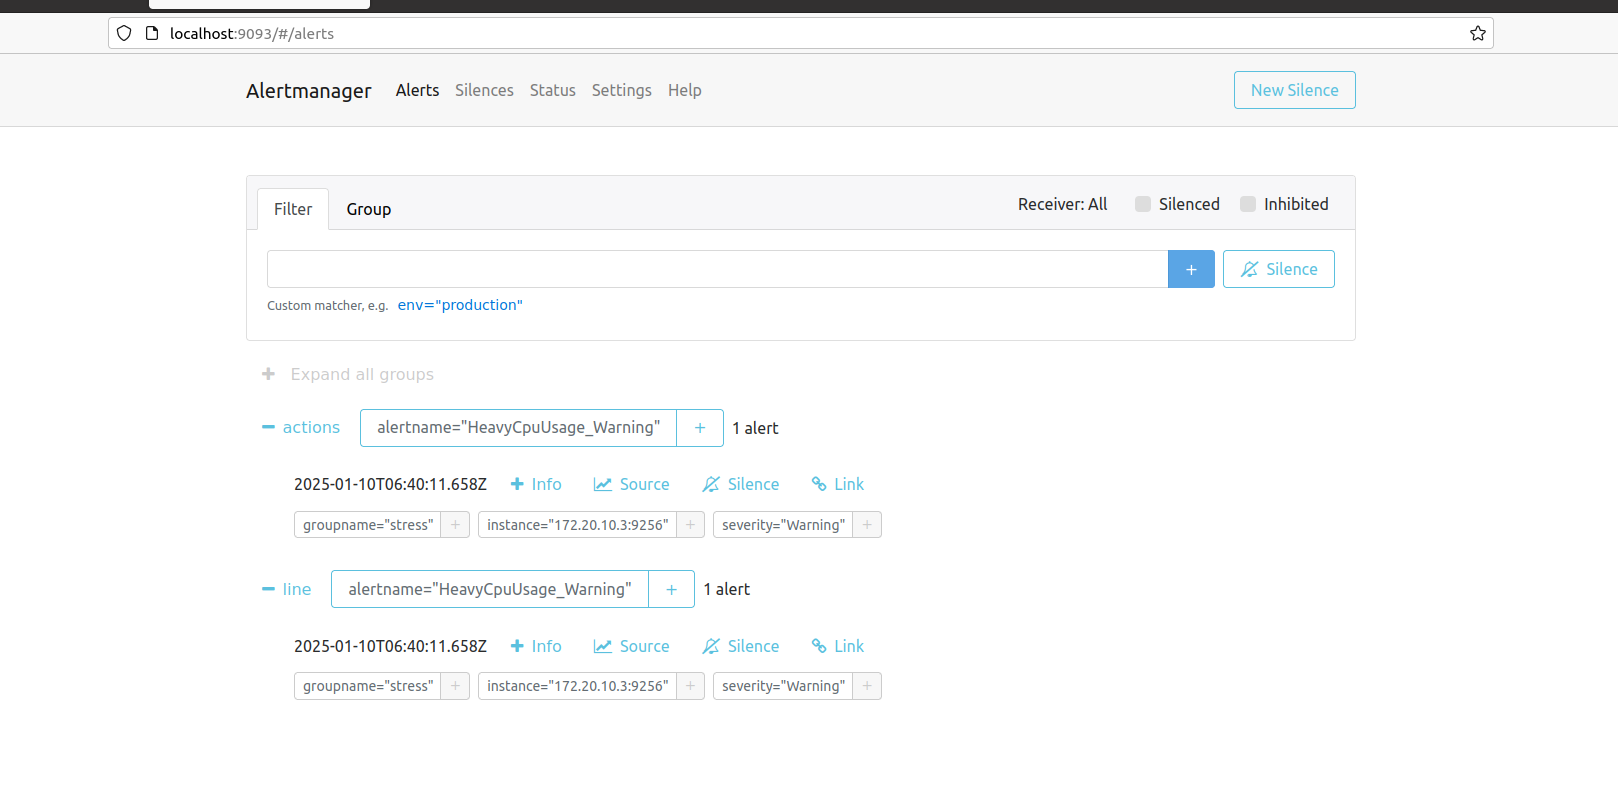 localhost:9093/#/alerts
Alertmanager Alerts Silences Status Settings Help New Silence
Filter Group Receiver: All Silenced Inhibited
+ Silence
Custom matcher, e.g. env="production"
+ Expand all groups
− actions alertname="HeavyCpuUsage_Warning" + 1 alert
2025-01-10T06:40:11.658Z + Info Source Silence Link
groupname="stress" + instance="172.20.10.3:9256" + severity="Warning" +
− line alertname="HeavyCpuUsage_Warning" + 1 alert
2025-01-10T06:40:11.658Z + Info Source Silence Link
groupname="stress" + instance="172.20.10.3:9256" + severity="Warning" +